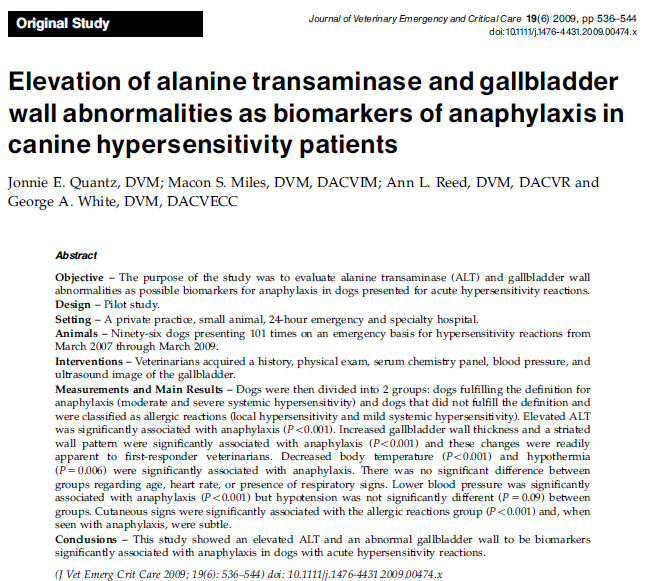 Original Study
Journal of Veterinary Emergency and Critical Care 19(6) 2009, pp 536–544
doi:10.1111/j.1476-4431.2009.00474.x
Elevation of alanine transaminase and gallbladder
wall abnormalities as biomarkers of anaphylaxis in
canine hypersensitivity patients
Jonnie E. Quantz, DVM; Macon S. Miles, DVM, DACVIM; Ann L. Reed, DVM, DACVR and
George A. White, DVM, DACVECC
Abstract
Objective – The purpose of the study was to evaluate alanine transaminase (ALT) and gallbladder wall
abnormalities as possible biomarkers for anaphylaxis in dogs presented for acute hypersensitivity reactions.
Design – Pilot study.
Setting – A private practice, small animal, 24-hour emergency and specialty hospital.
Animals – Ninety-six dogs presenting 101 times on an emergency basis for hypersensitivity reactions from
March 2007 through March 2009.
Interventions – Veterinarians acquired a history, physical exam, serum chemistry panel, blood pressure, and
ultrasound image of the gallbladder.
Measurements and Main Results – Dogs were then divided into 2 groups: dogs fulfilling the definition for
anaphylaxis (moderate and severe systemic hypersensitivity) and dogs that did not fulfill the definition and
were classified as allergic reactions (local hypersensitivity and mild systemic hypersensitivity). Elevated ALT
was significantly associated with anaphylaxis (P<0.001). Increased gallbladder wall thickness and a striated
wall pattern were significantly associated with anaphylaxis (P<0.001) and these changes were readily
apparent to first-responder veterinarians. Decreased body temperature (P<0.001) and hypothermia
(P = 0.006) were significantly associated with anaphylaxis. There was no significant difference between
groups regarding age, heart rate, or presence of respiratory signs. Lower blood pressure was significantly
associated with anaphylaxis (P<0.001) but hypotension was not significantly different (P = 0.09) between
groups. Cutaneous signs were significantly associated with the allergic reactions group (P<0.001) and, when
seen with anaphylaxis, were subtle.
Conclusions – This study showed an elevated ALT and an abnormal gallbladder wall to be biomarkers
significantly associated with anaphylaxis in dogs with acute hypersensitivity reactions.
(J Vet Emerg Crit Care 2009; 19(6): 536–544) doi: 10.1111/j.1476-4431.2009.00474.x